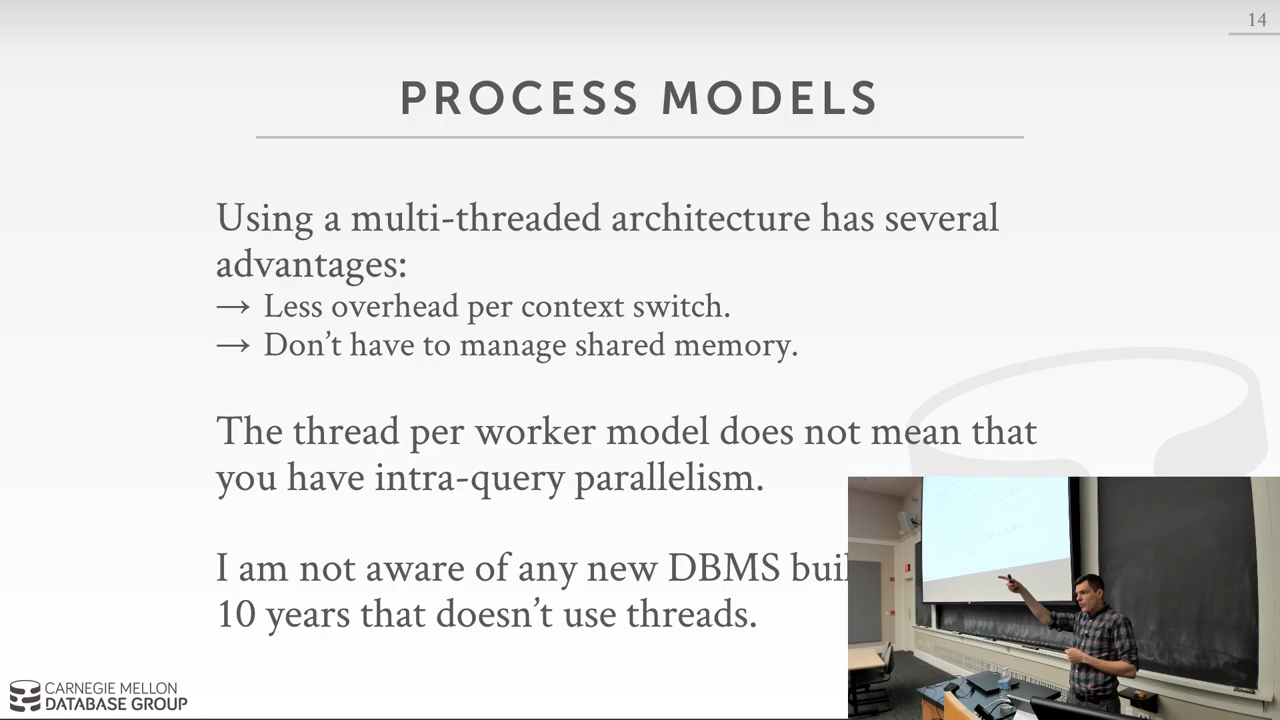 14
PROCESS MODELS
Using a multi-threaded architecture has several
advantages:
→ Less overhead per context switch.
→ Don't have to manage shared memory.
The thread per worker model does not mean that
you have intra-query parallelism.
I am not aware of any new DBMS
10 years that doesn't use threads.
CARNEGIE MELLON
DATABASE GROUP